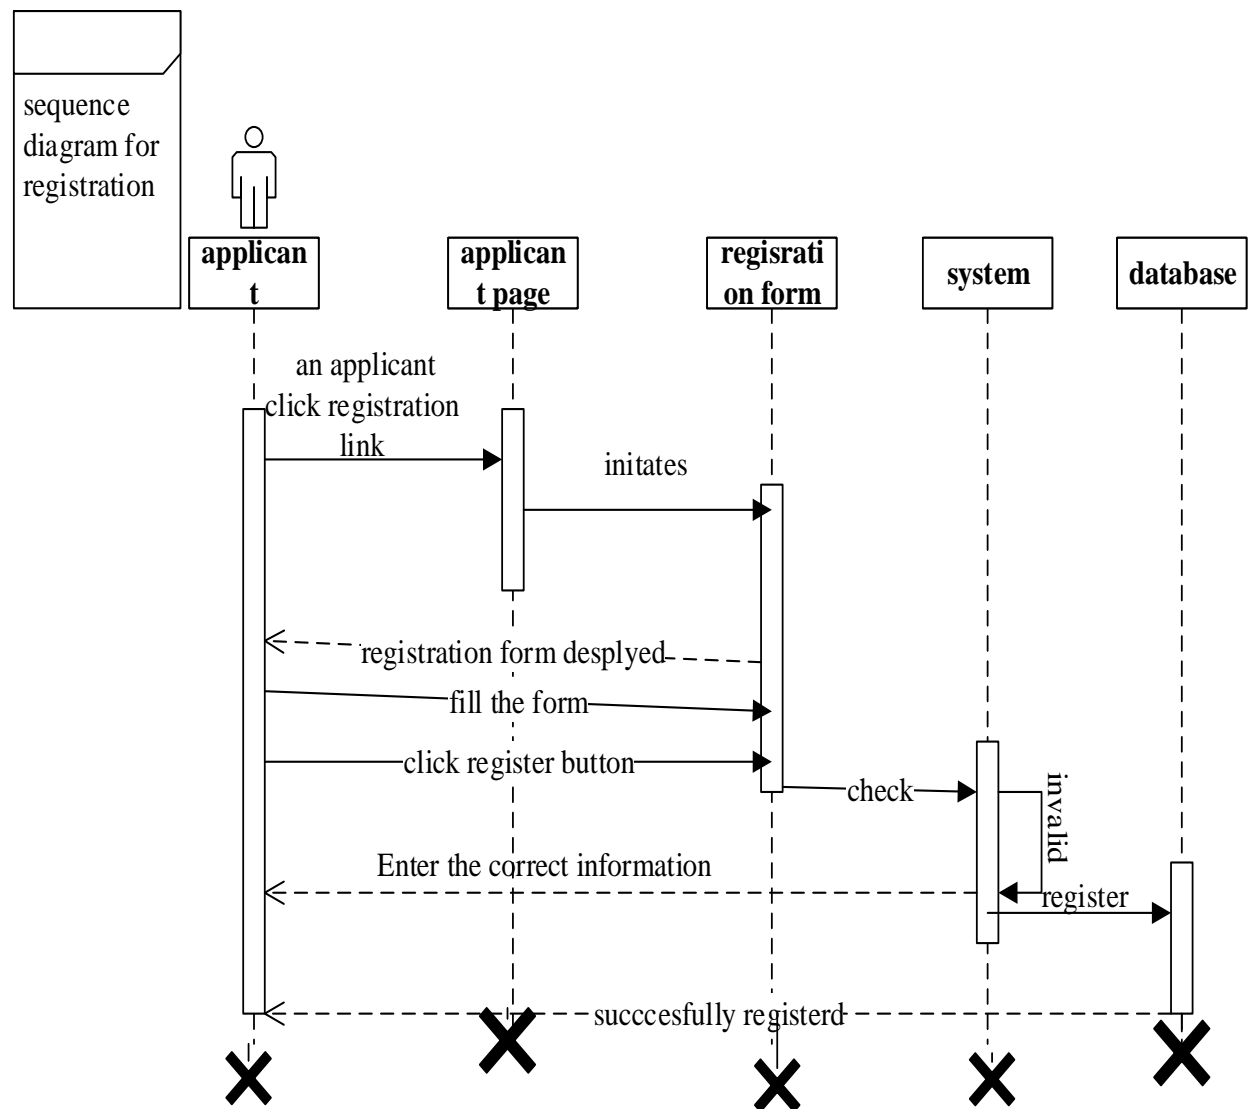 sequence
diagram for
registration
applican
t
applican
t page
regisrati
on form
system
database
an applicant
click registration
link
initates
registration form desplyed
fill the form
click register button
check
invalid
Enter the correct information
register
succcesfully registerd